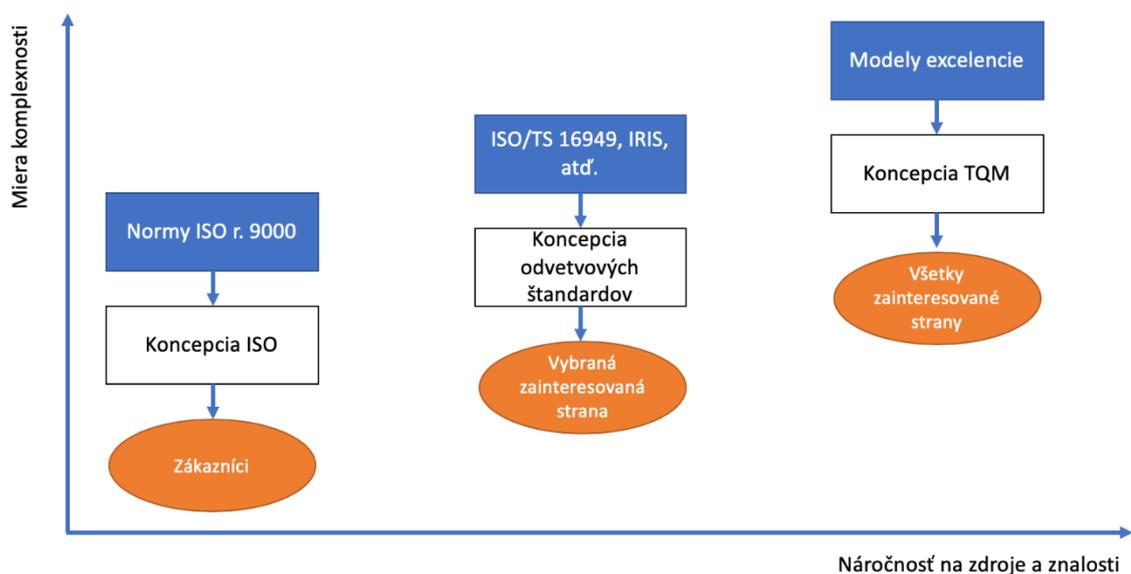 Miera komplexnosti
Normy ISO r. 9000
Koncepcia ISO
Zákazníci
ISO/TS 16949, IRIS,
atď.
Koncepcia
odvetvových
štandardov
Vybraná
zainteresovaná
strana
Modely excelencie
Koncepcia TQM
Všetky
zainteresované
strany
Náročnosť na zdroje a znalosti